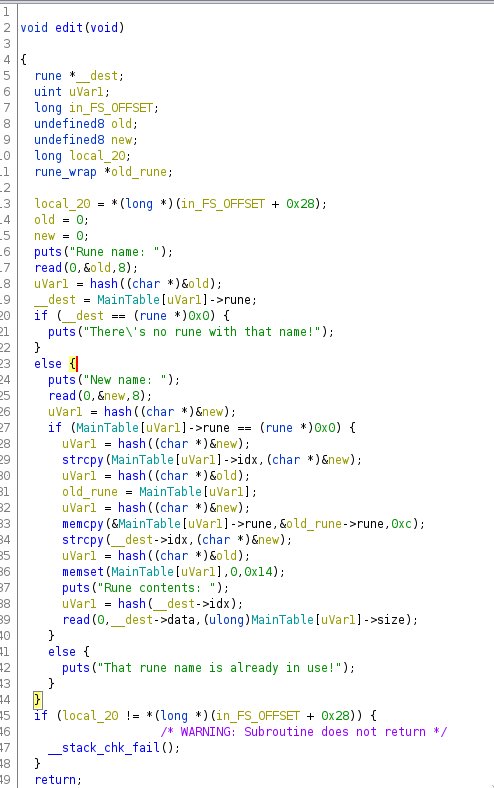 1
2 void edit(void)
3
4 {
5 rune *__dest;
6 uint uVar1;
7 long in_FS_OFFSET;
8 undefined8 old;
9 undefined8 new;
10 long local_20;
11 rune_wrap *old_rune;
12
13 local_20 = *(long *)(in_FS_OFFSET + 0x28);
14 old = 0;
15 new = 0;
16 puts("Rune name: ");
17 read(0,&old,8);
18 uVar1 = hash((char *)&old);
19 __dest = MainTable[uVar1]->rune;
20 if (__dest == (rune *)0x0) {
21 puts("There\'s no rune with that name!");
22 }
23 else {
24 puts("New name: ");
25 read(0,&new,8);
26 uVar1 = hash((char *)&new);
27 if (MainTable[uVar1]->rune == (rune *)0x0) {
28 uVar1 = hash((char *)&new);
29 strcpy(MainTable[uVar1]->idx,(char *)&new);
30 uVar1 = hash((char *)&old);
31 old_rune = MainTable[uVar1];
32 uVar1 = hash((char *)&new);
33 memcpy(&MainTable[uVar1]->rune,&old_rune->rune,0xc);
34 strcpy(__dest->idx,(char *)&new);
35 uVar1 = hash((char *)&old);
36 memset(MainTable[uVar1],0,0x14);
37 puts("Rune contents: ");
38 uVar1 = hash(__dest->idx);
39 read(0,__dest->data,(ulong)MainTable[uVar1]->size);
40 }
41 else {
42 puts("That rune name is already in use!");
43 }
44 }
45 if (local_20 != *(long *)(in_FS_OFFSET + 0x28)) {
46 /* WARNING: Subroutine does not return */
47 __stack_chk_fail();
48 }
49 return;